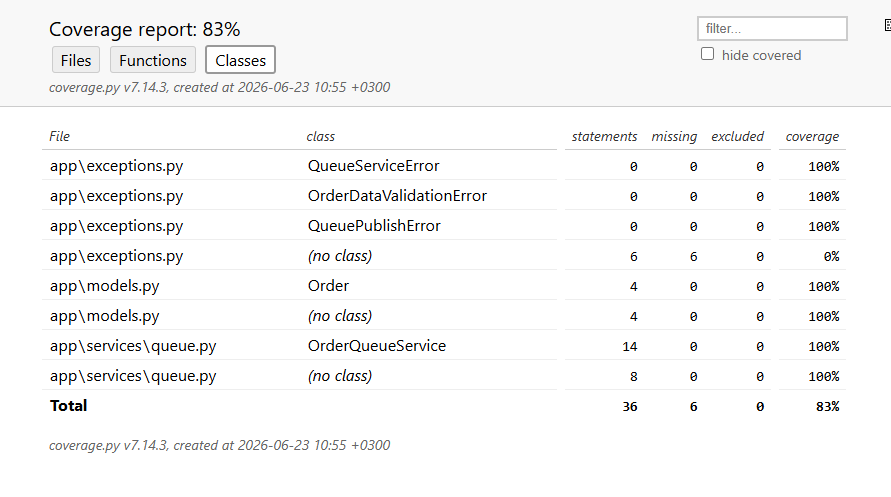 Coverage report: 83%
filter...
hide covered
Files Functions Classes
coverage.py v7.14.3, created at 2026-06-23 10:55 +0300
File class statements missing excluded coverage
app\exceptions.py QueueServiceError 0 0 0 100%
app\exceptions.py OrderDataValidationError 0 0 0 100%
app\exceptions.py QueuePublishError 0 0 0 100%
app\exceptions.py (no class) 6 6 0 0%
app\models.py Order 4 0 0 100%
app\models.py (no class) 4 0 0 100%
app\services\queue.py OrderQueueService 14 0 0 100%
app\services\queue.py (no class) 8 0 0 100%
Total 36 6 0 83%
coverage.py v7.14.3, created at 2026-06-23 10:55 +0300